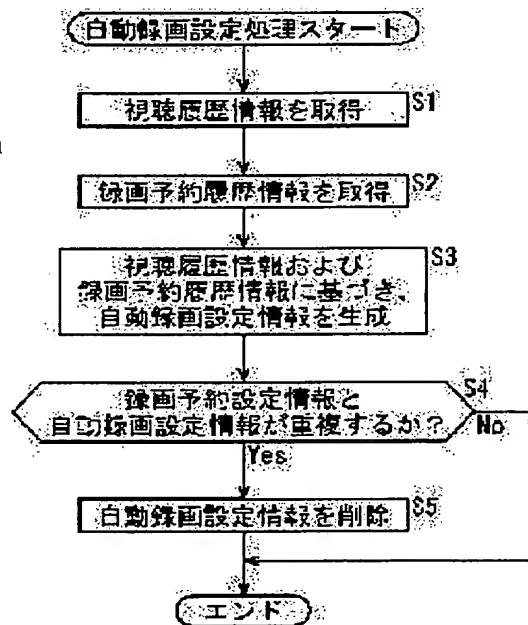 自動録画設定処理スタート
視聴履歴情報を取得 S1
録画予約履歴情報を取得 S2
視聴履歴情報および S3
録画予約履歴情報に基づき、
自動録画設定情報を生成
録画予約設定情報と S4
自動録画設定情報が重複するか? No
Yes
自動録画設定情報を削除 S5
エンド